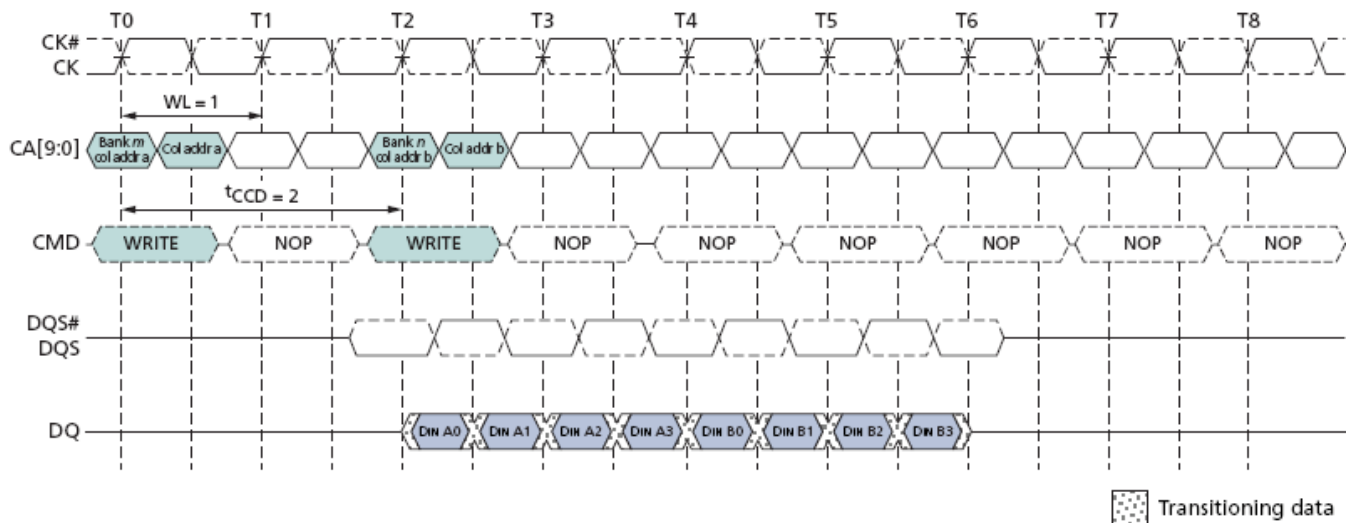 T0 T1 T2 T3 T4 T5 T6 T7 T8
CK#
CK
WL = 1
CA[9:0]
Bank m
col addr a
Col addr a
Bank n
col addr b
Col addr b
tCCD = 2
CMD WRITE NOP WRITE NOP NOP NOP NOP NOP NOP
DQS#
DQS
DQ DIN A0 DIN A1 DIN A2 DIN A3 DIN B0 DIN B1 DIN B2 DIN B3
Transitioning data